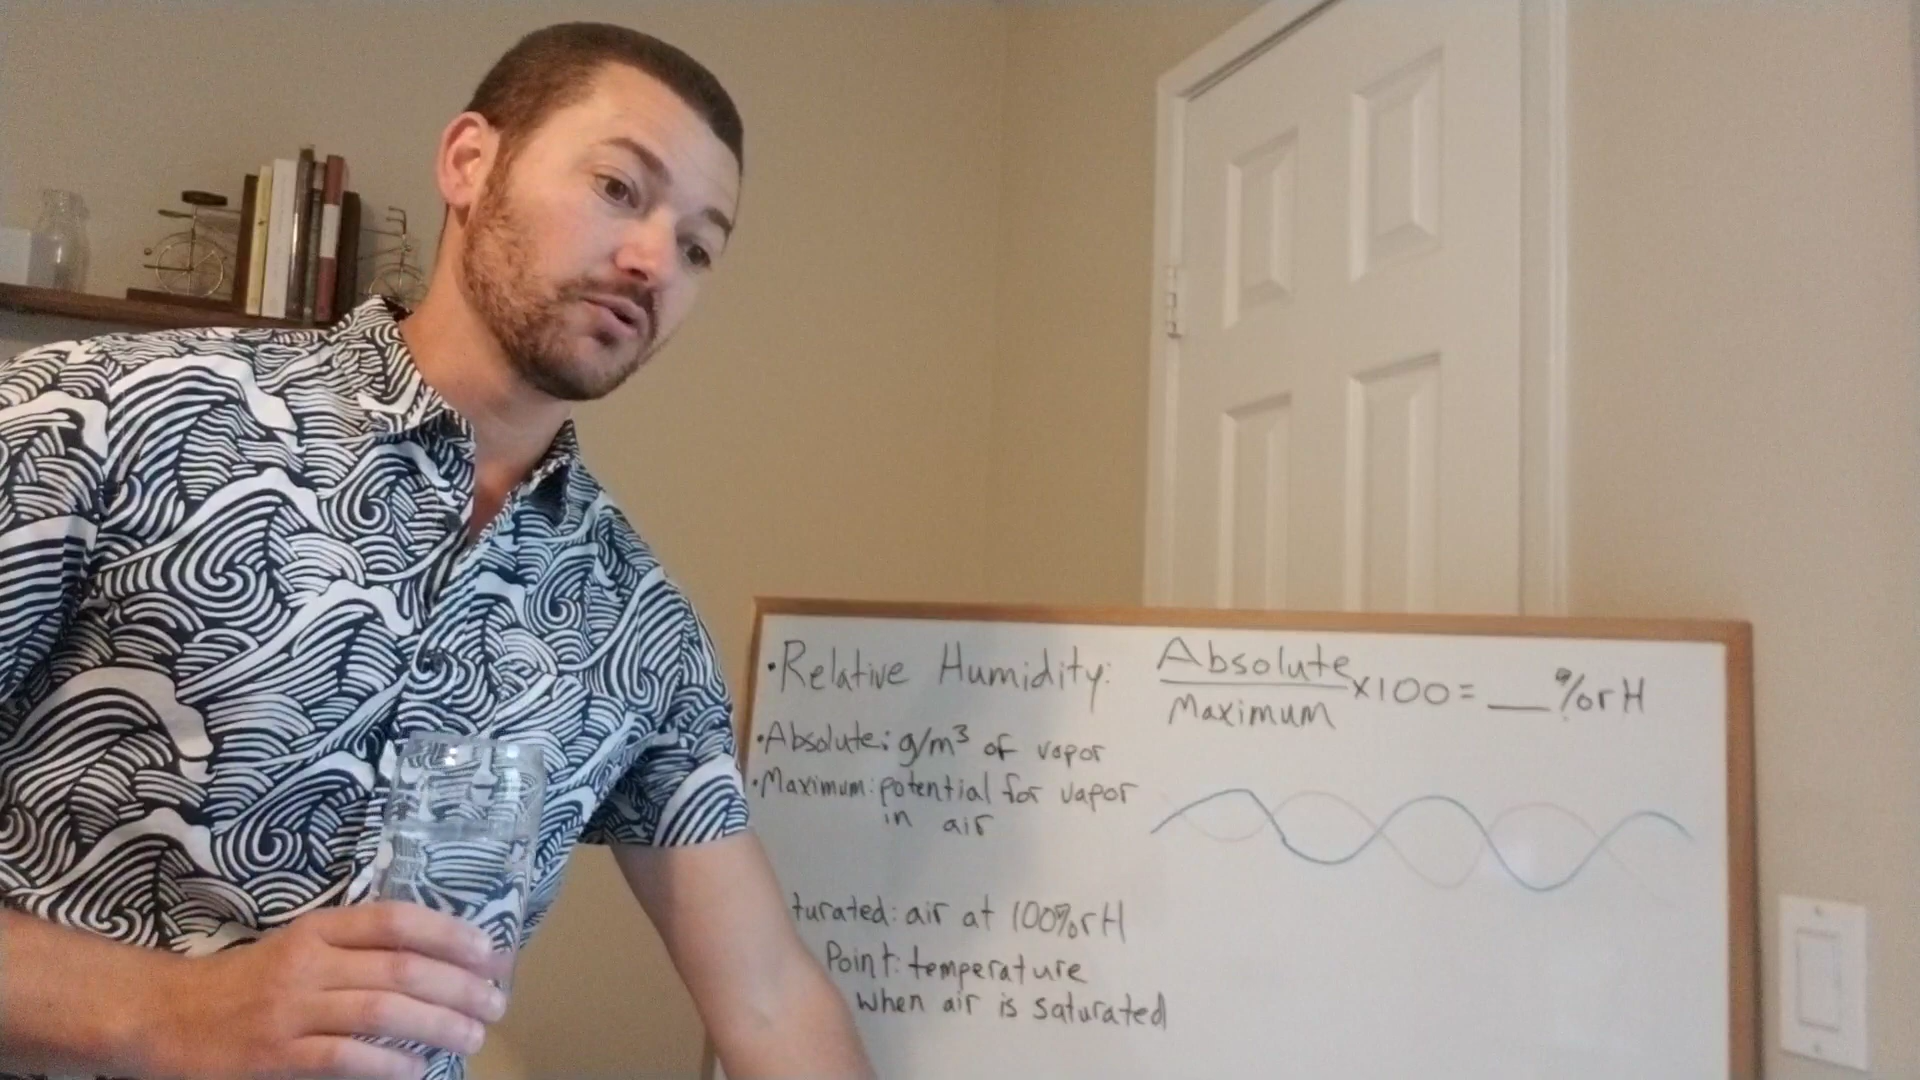 •Relative Humidity: Absolute/Maximum x100=__%rH
•Absolute: g/m³ of vapor
•Maximum: potential for vapor
in air
turated: air at 100%rH
Point: temperature
when air is saturated